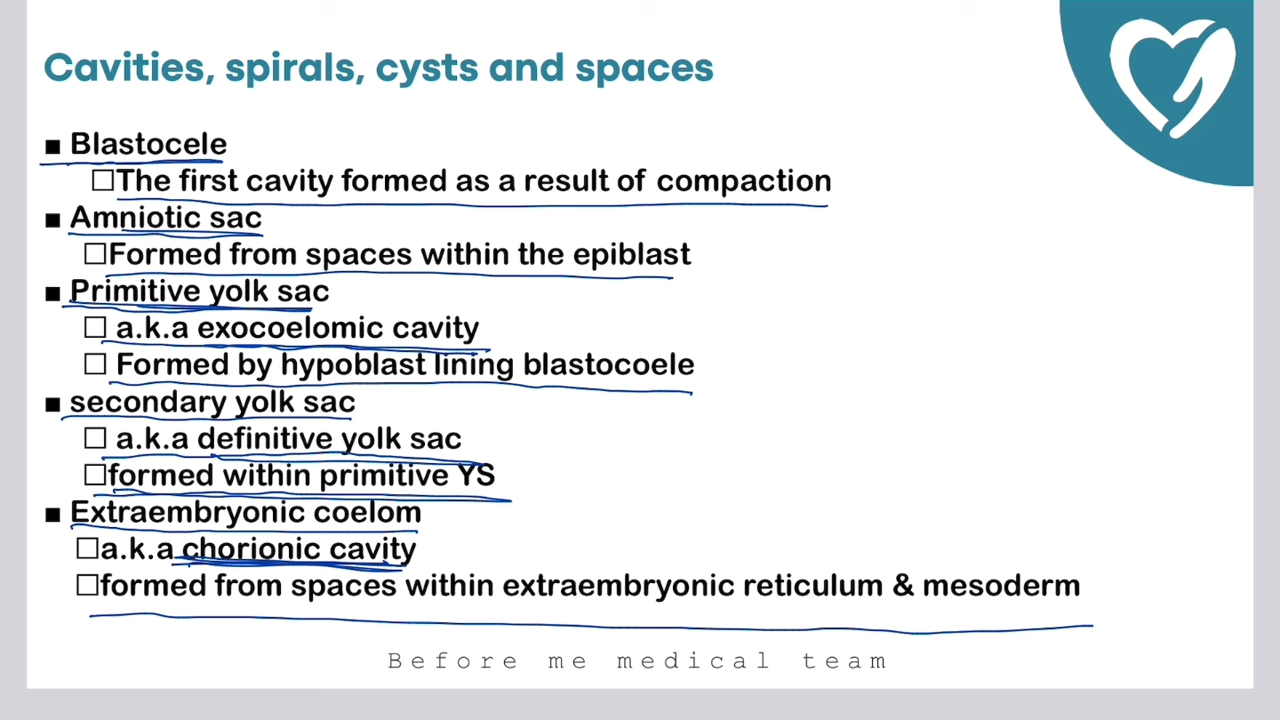 Cavities, spirals, cysts and spaces
■ Blastocele
☐The first cavity formed as a result of compaction
■ Amniotic sac
☐Formed from spaces within the epiblast
■ Primitive yolk sac
☐ a.k.a exocoelomic cavity
☐ Formed by hypoblast lining blastocoele
■ secondary yolk sac
☐ a.k.a definitive yolk sac
☐formed within primitive YS
■ Extraembryonic coelom
☐a.k.a chorionic cavity
☐formed from spaces within extraembryonic reticulum & mesoderm
Before me medical team